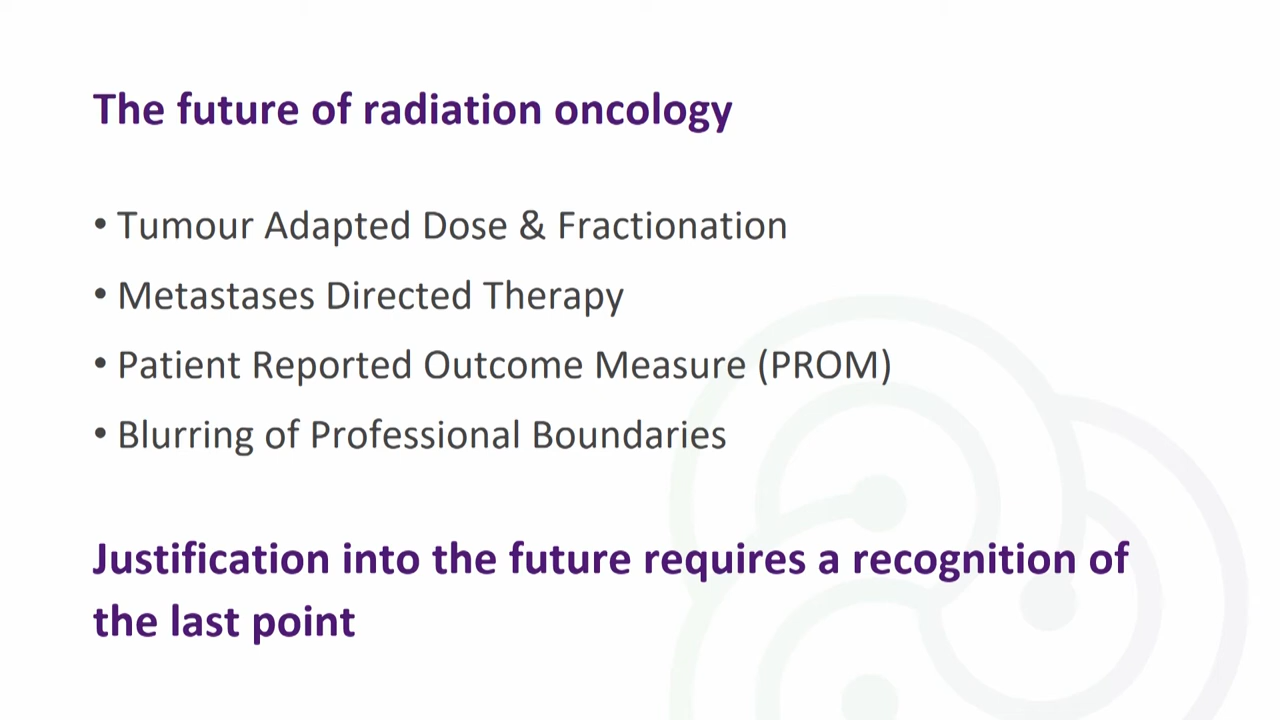 The future of radiation oncology
• Tumour Adapted Dose & Fractionation
• Metastases Directed Therapy
• Patient Reported Outcome Measure (PROM)
• Blurring of Professional Boundaries
Justification into the future requires a recognition of
the last point